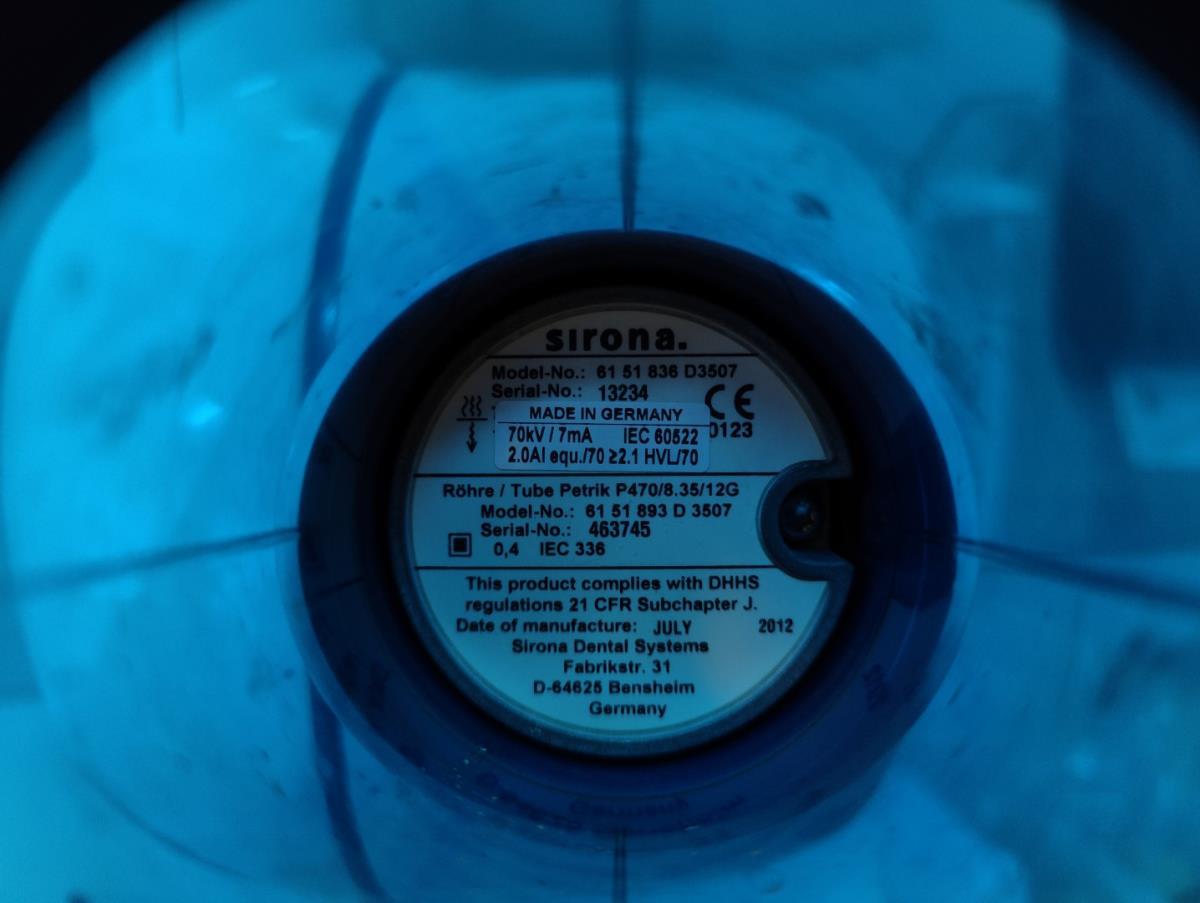 sirona.
Model-No.: 61 51 836 D3507
Serial-No.: 13234
MADE IN GERMANY
CE
0123
70kV / 7mA IEC 60522
2.0Al equ./70 ≥2.1 HVL/70
Röhre / Tube Petrik P470/8.35/12G
Model-No.: 61 51 893 D 3507
Serial-No.: 463745
0,4 IEC 336
This product complies with DHHS
regulations 21 CFR Subchapter J.
Date of manufacture: JULY 2012
Sirona Dental Systems
Fabrikstr. 31
D-64625 Bensheim
Germany